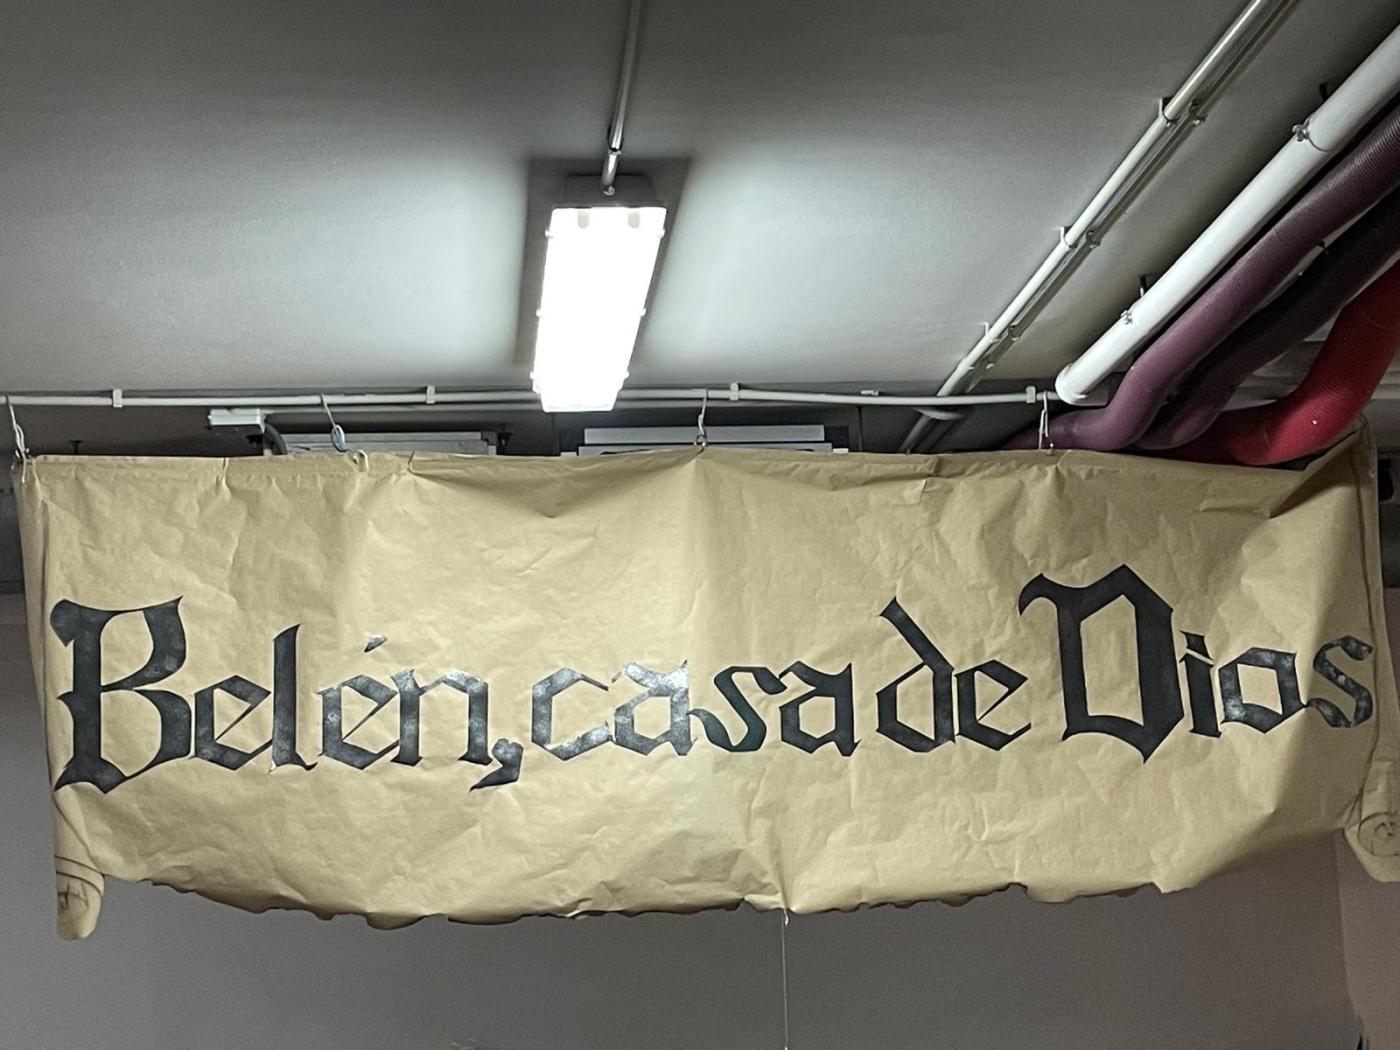 Belén, casa de Dios